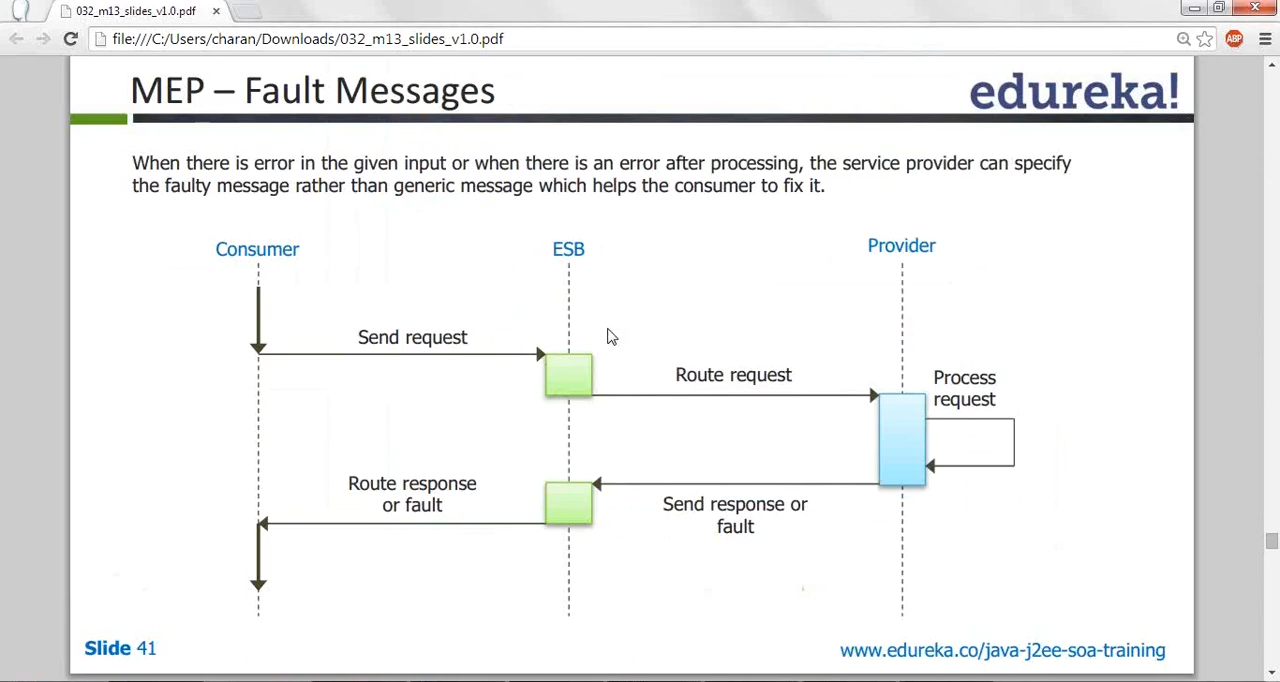 032_m13_slides_v1.0.pdf
file:///C:/Users/charan/Downloads/032_m13_slides_v1.0.pdf
ABP
MEP – Fault Messages
edureka!
When there is error in the given input or when there is an error after processing, the service provider can specify
the faulty message rather than generic message which helps the consumer to fix it.
Consumer
ESB
Provider
Send request
Route request
Process
request
Route response
or fault
Send response or
fault
Slide 41
www.edureka.co/java-j2ee-soa-training